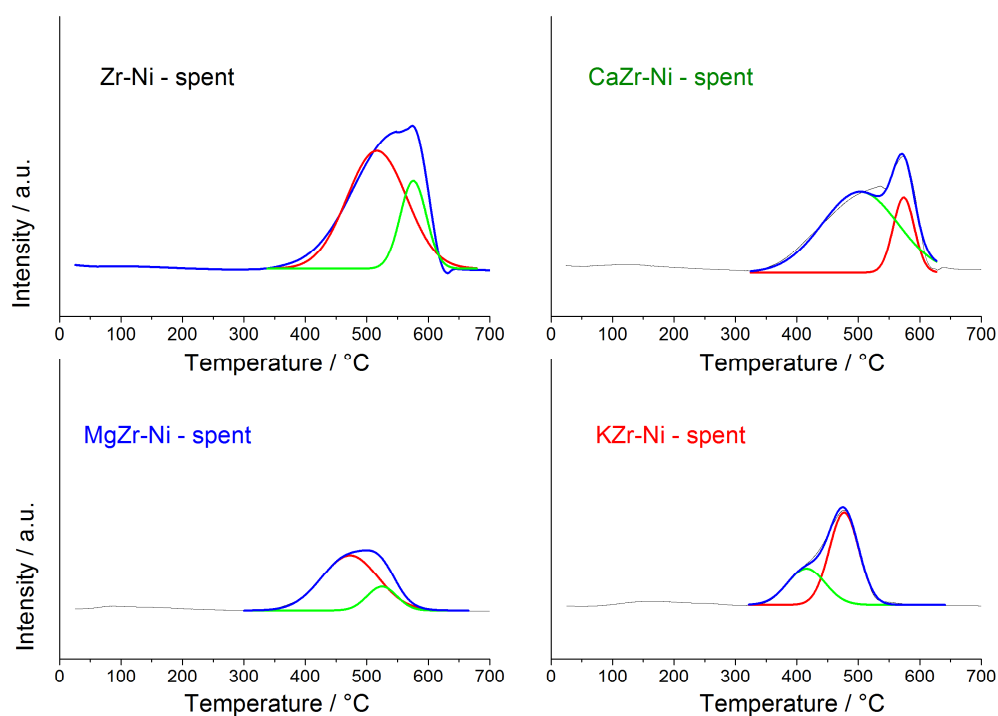 Zr-Ni - spent
CaZr-Ni - spent
Intensity / a.u.
0 100 200 300 400 500 600 700
0 100 200 300 400 500 600 700
Temperature / °C
Temperature / °C
MgZr-Ni - spent
KZr-Ni - spent
Intensity / a.u.
0 100 200 300 400 500 600 700
0 100 200 300 400 500 600 700
Temperature / °C
Temperature / °C